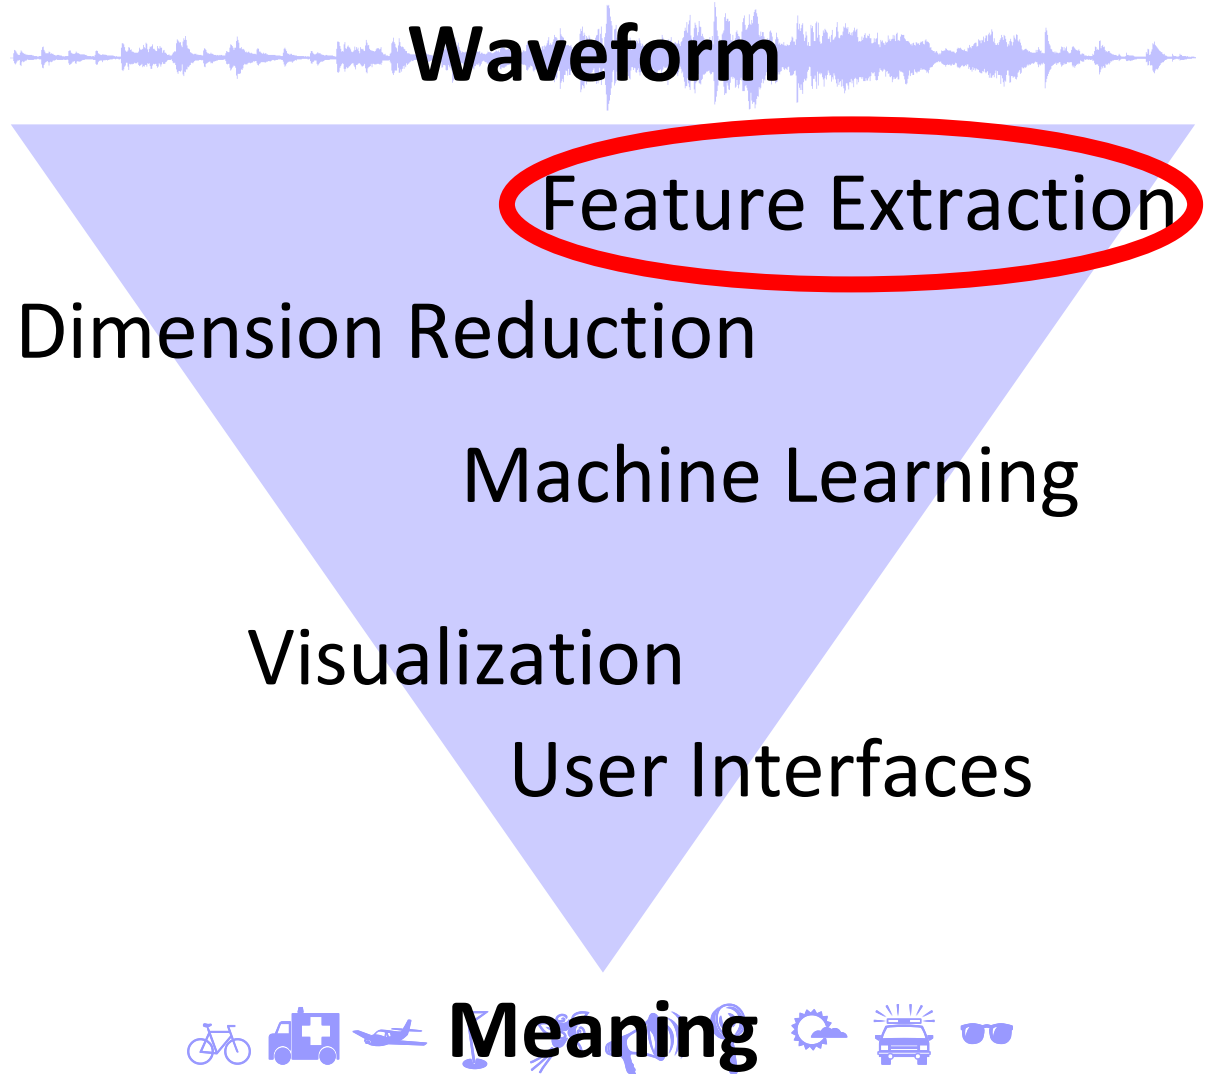 Waveform
Feature Extraction
Dimension Reduction
Machine Learning
Visualization
User Interfaces
Meaning